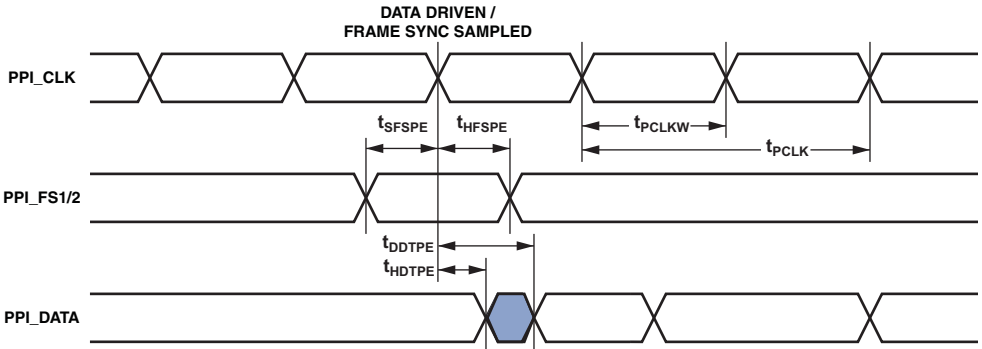 DATA DRIVEN /
FRAME SYNC SAMPLED
PPI_CLK
tSFSPE
tHFSPE
tPCLKW
tPCLK
PPI_FS1/2
tDDTPE
tHDTPE
PPI_DATA